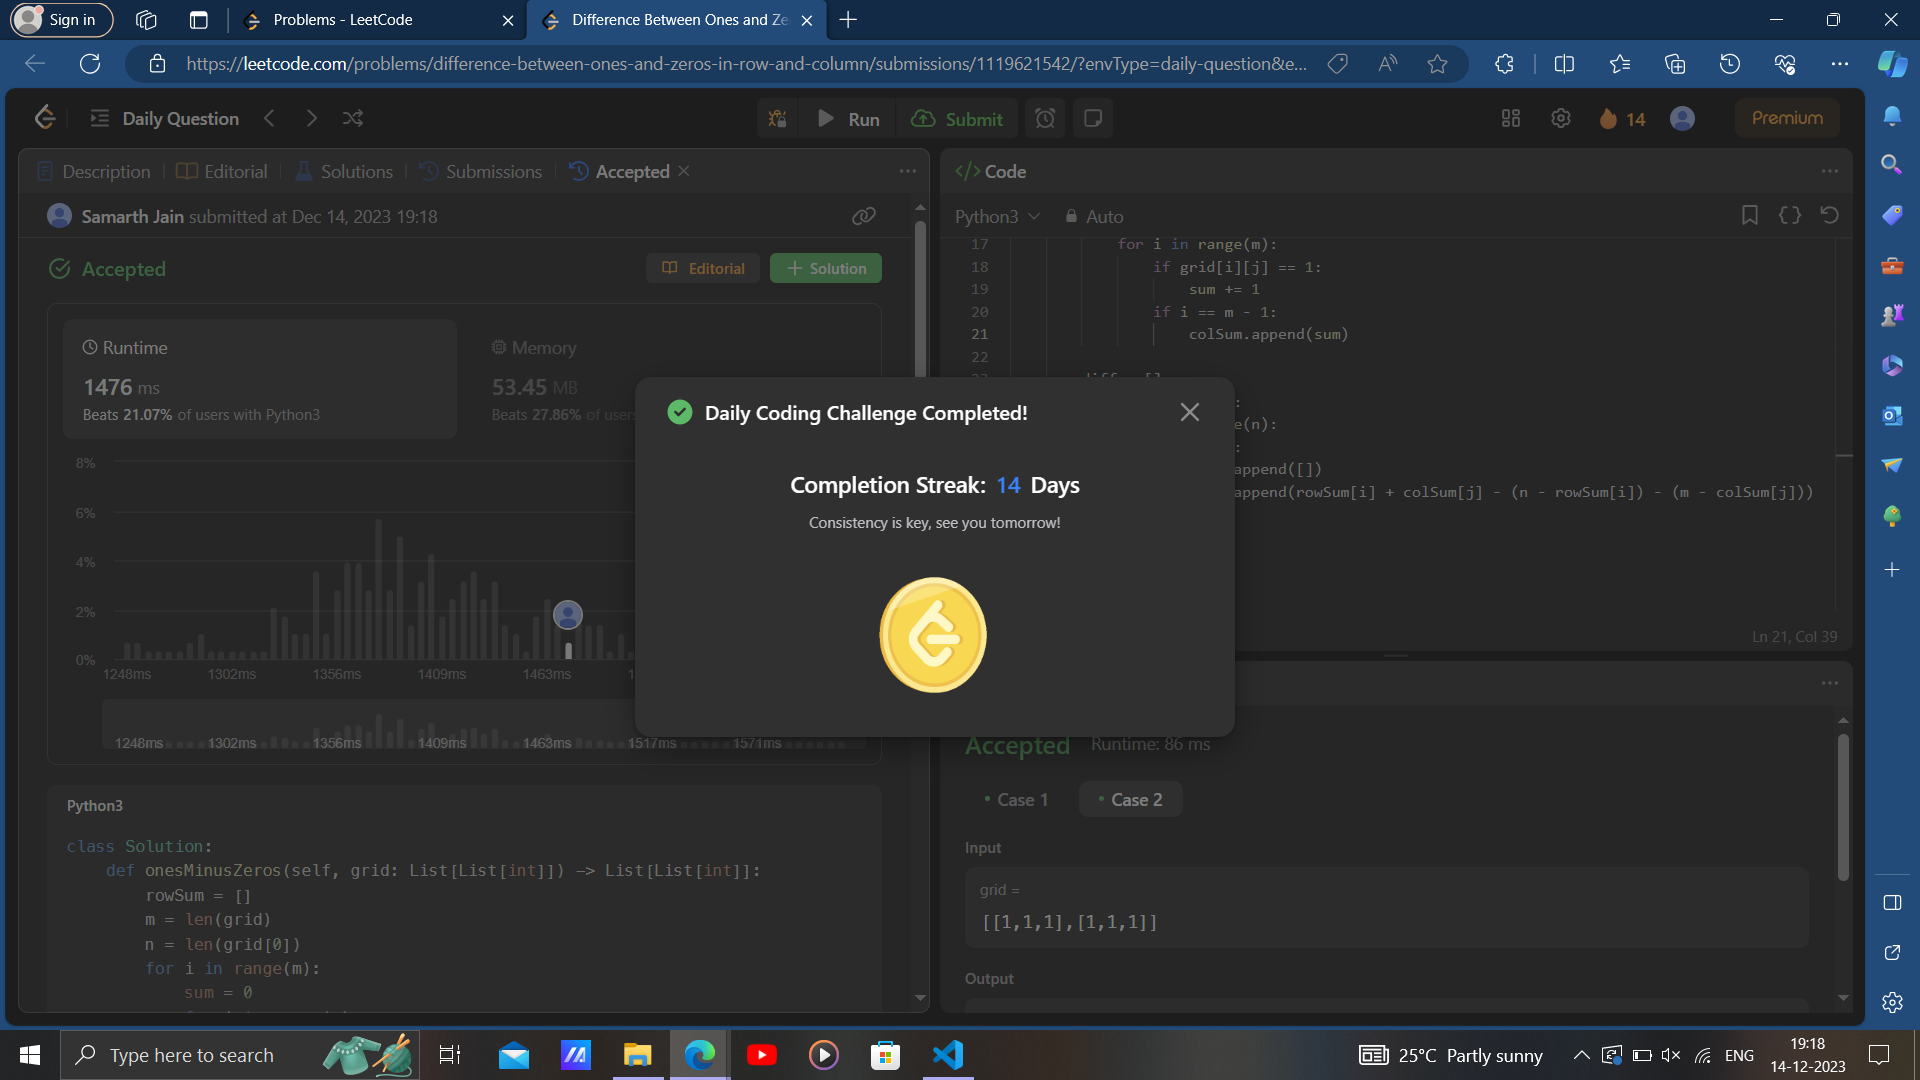 Sign in
Problems - LeetCode
Difference Between Ones and Ze
https://leetcode.com/problems/difference-between-ones-and-zeros-in-row-and-column/submissions/1119621542/?envType=daily-question&e...
Daily Question
Run
Submit
14
Premium
Description
Editorial
Solutions
Submissions
Accepted
Samarth Jain submitted at Dec 14, 2023 19:18
Accepted
Editorial
Solution
Runtime
1476 ms
Beats 21.07% of users with Python3
Memory
53.45 MB
Beats 27.86% of users
8%
6%
4%
2%
0%
1248ms 1302ms 1356ms 1409ms 1463ms
1248ms 1302ms 1356ms 1409ms 1463ms 1517ms 1571ms
Python3
class Solution:
def onesMinusZeros(self, grid: List[List[int]]) -> List[List[int]]:
rowSum = []
m = len(grid)
n = len(grid[0])
for i in range(m):
sum = 0
</> Code
Python3
Auto
17 for i in range(m):
18 if grid[i][j] == 1:
19 sum += 1
20 if i == m - 1:
21 colSum.append(sum)
22
:
e(n):
:
append([])
append(rowSum[i] + colSum[j] - (n - rowSum[i]) - (m - colSum[j]))
Ln 21, Col 39
Daily Coding Challenge Completed!
Completion Streak: 14 Days
Consistency is key, see you tomorrow!
Accepted
Runtime: 86 ms
Case 1
Case 2
Input
grid =
[[1,1,1],[1,1,1]]
Output
Type here to search
25°C Partly sunny
ENG
19:18
14-12-2023